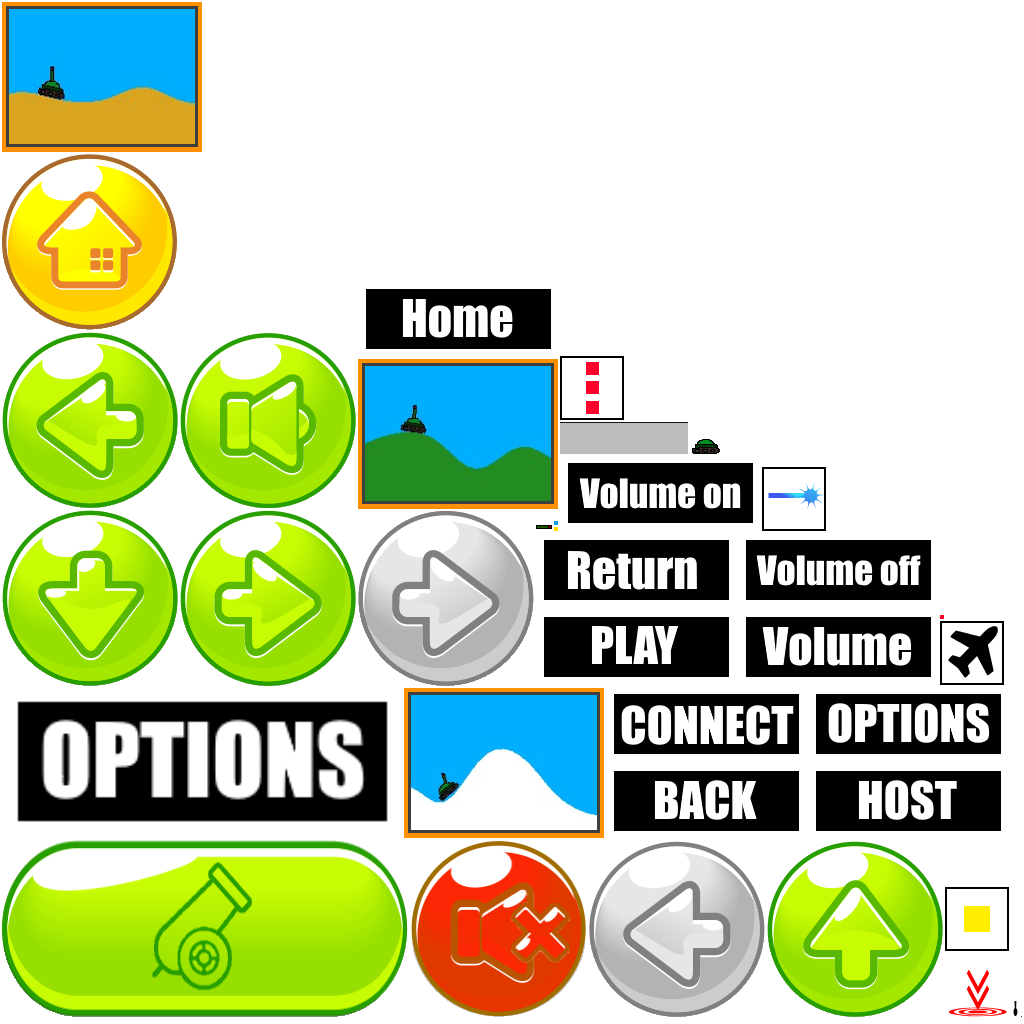 Home
Volume on
Return
Volume off
PLAY
Volume
OPTIONS
CONNECT
OPTIONS
BACK
HOST